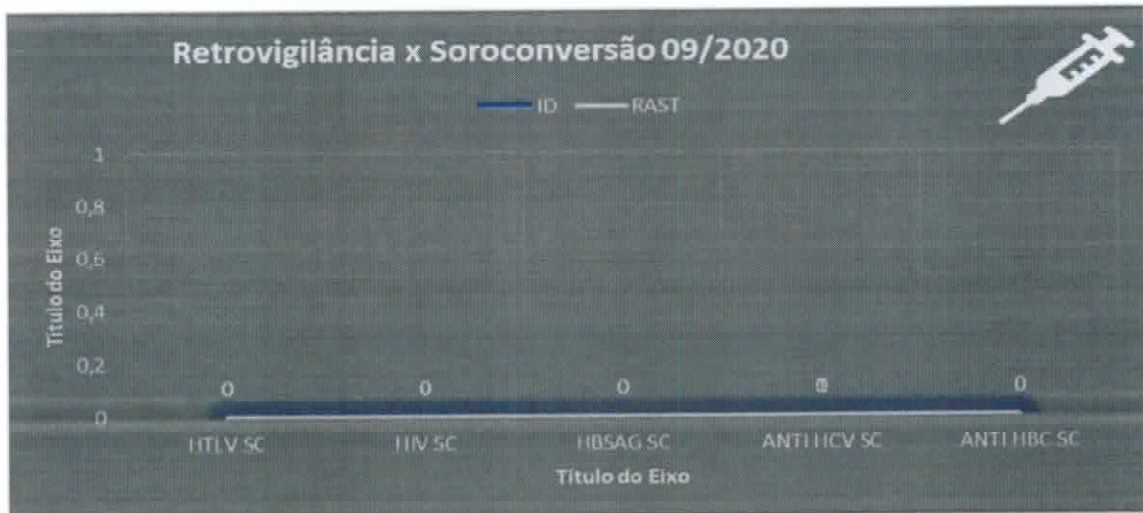 Retrovigilância x Soroconversão 09/2020
ID RAST
1
0,8
0,6
0,4
0,2
0
Título do Eixo
0 0 0 0 0
HTLV SC HIV SC HBSAG SC ANTI HCV SC ANTI HBC SC
Título do Eixo